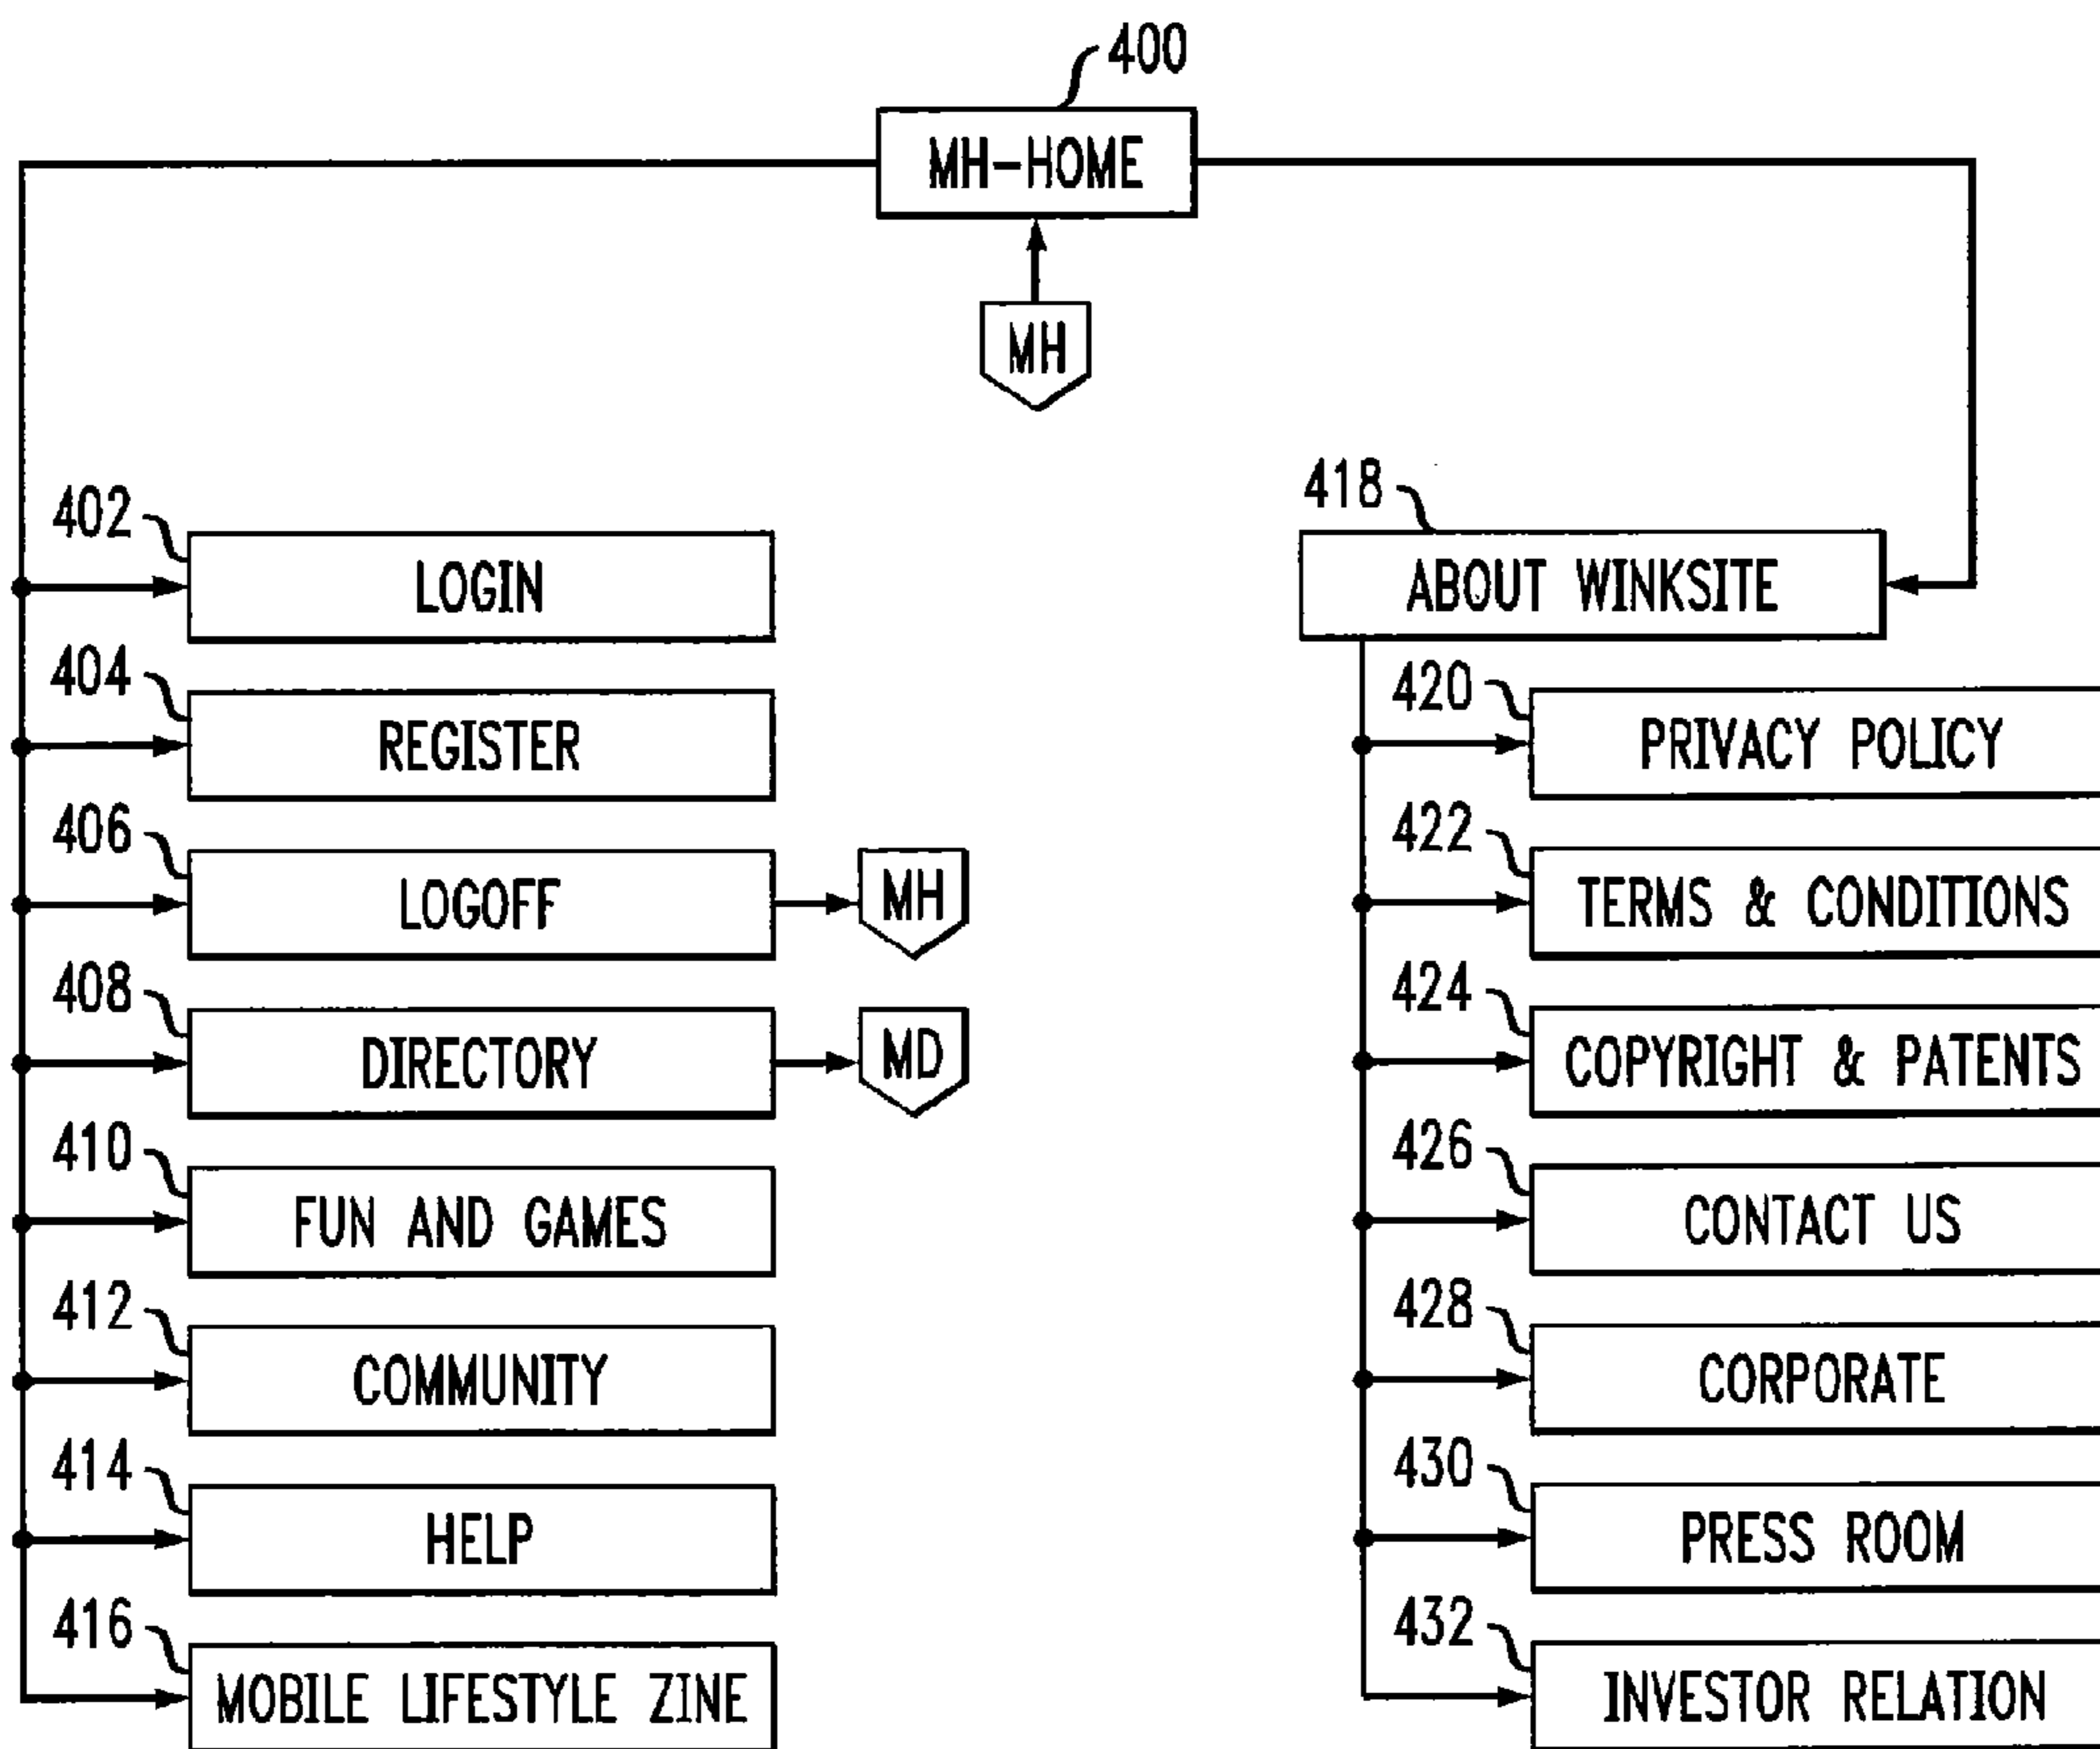 400
MH-HOME
MH
402
LOGIN
404
REGISTER
406
LOGOFF
MH
408
DIRECTORY
MD
410
FUN AND GAMES
412
COMMUNITY
414
HELP
416
MOBILE LIFESTYLE ZINE
418
ABOUT WINKSITE
420
PRIVACY POLICY
422
TERMS & CONDITIONS
424
COPYRIGHT & PATENTS
426
CONTACT US
428
CORPORATE
430
PRESS ROOM
432
INVESTOR RELATION